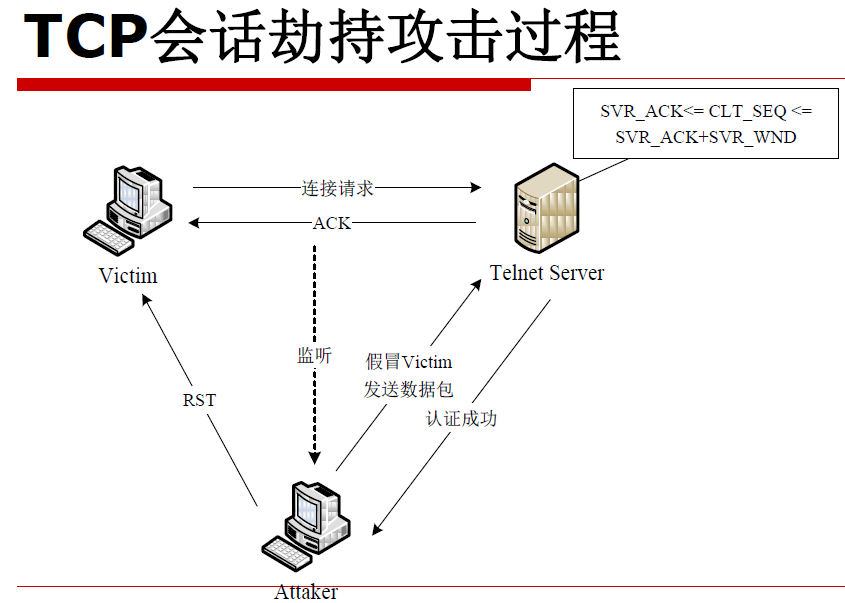 TCP会话劫持攻击过程
SVR_ACK<= CLT_SEQ <=
SVR_ACK+SVR_WND
连接请求
ACK
Victim
Telnet Server
监听
假冒Victim
发送数据包
RST
认证成功
Attaker